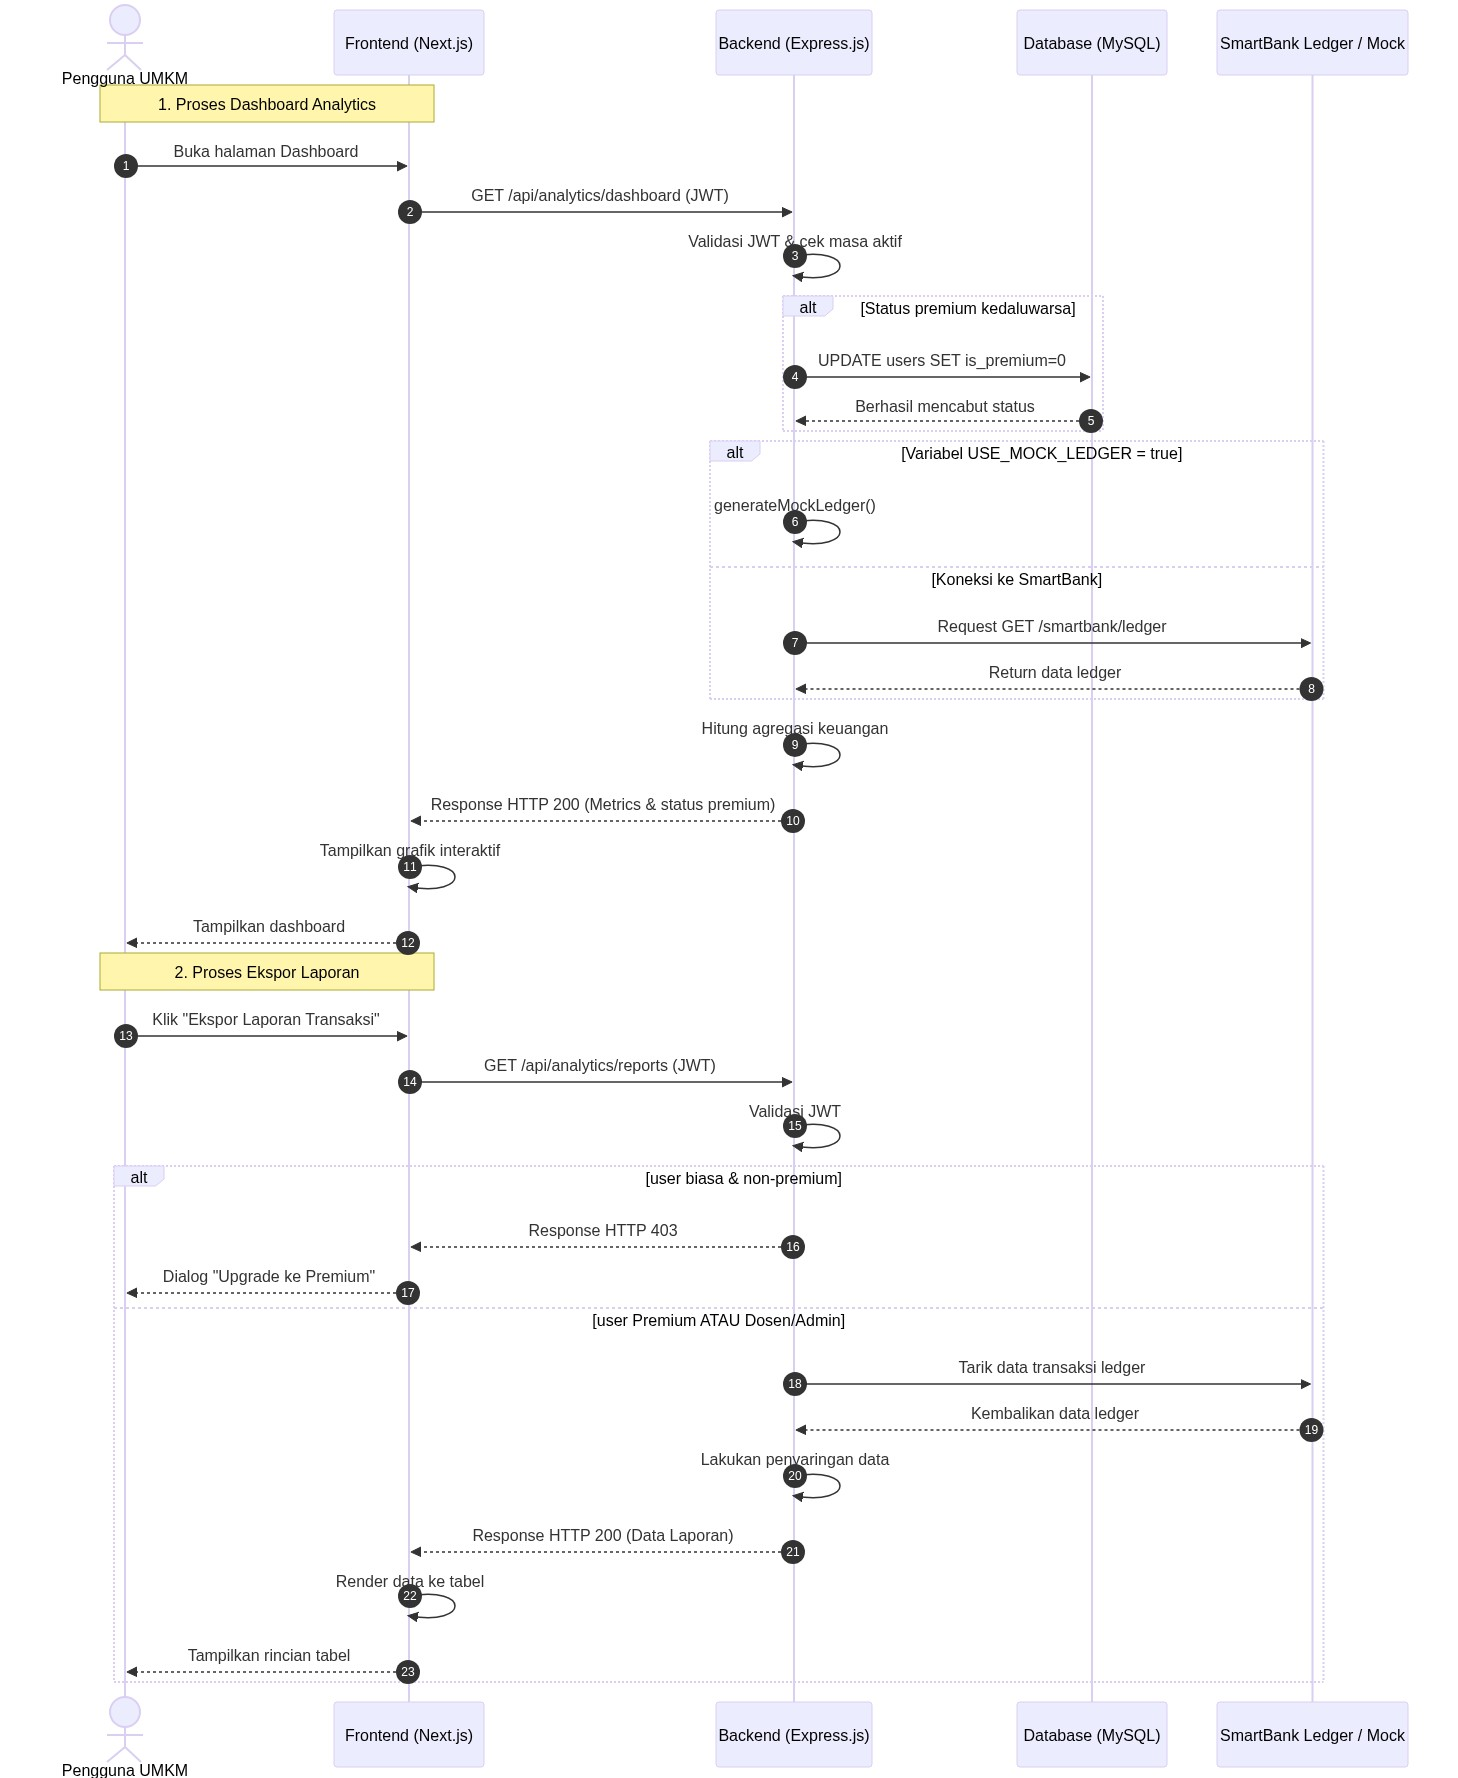 Pengguna UMKM
Frontend (Next.js)
Backend (Express.js)
Database (MySQL)
SmartBank Ledger / Mock
1. Proses Dashboard Analytics
Buka halaman Dashboard
1
GET /api/analytics/dashboard (JWT)
2
Validasi JWT & cek masa aktif
3
alt
[Status premium kedaluwarsa]
UPDATE users SET is_premium=0
4
Berhasil mencabut status
5
alt
[Variabel USE_MOCK_LEDGER = true]
generateMockLedger()
6
[Koneksi ke SmartBank]
Request GET /smartbank/ledger
7
Return data ledger
8
Hitung agregasi keuangan
9
Response HTTP 200 (Metrics & status premium)
10
Tampilkan grafik interaktif
11
Tampilkan dashboard
12
2. Proses Ekspor Laporan
Klik "Ekspor Laporan Transaksi"
13
GET /api/analytics/reports (JWT)
14
Validasi JWT
15
alt
[user biasa & non-premium]
Response HTTP 403
16
Dialog "Upgrade ke Premium"
17
[user Premium ATAU Dosen/Admin]
Tarik data transaksi ledger
18
Kembalikan data ledger
19
Lakukan penyaringan data
20
Response HTTP 200 (Data Laporan)
21
Render data ke tabel
22
Tampilkan rincian tabel
23
Frontend (Next.js)
Backend (Express.js)
Database (MySQL)
SmartBank Ledger / Mock
Pengguna UMKM